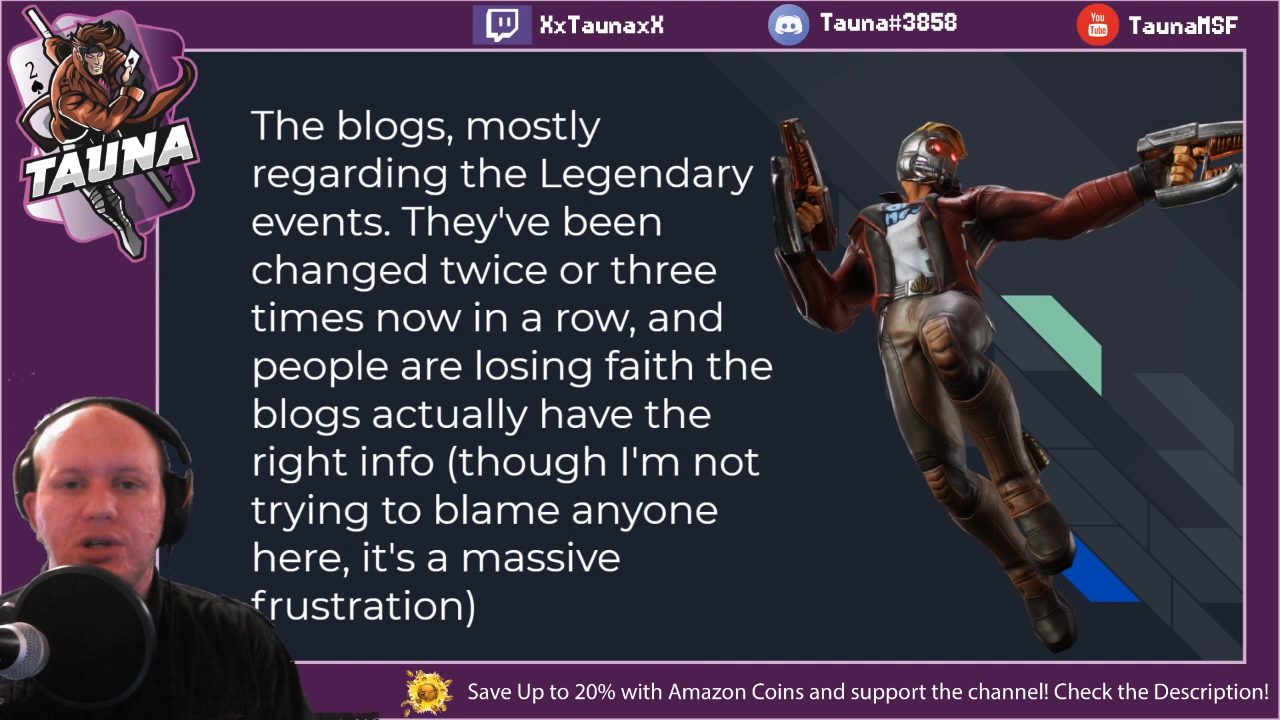 XxTaunaxX
Tauna#3858
You
Tube
TaunaMSF
2
TAUNA
The blogs, mostly
regarding the Legendary
events. They've been
changed twice or three
times now in a row, and
people are losing faith the
blogs actually have the
right info (though I'm not
trying to blame anyone
here, it's a massive
frustration)
Save Up to 20% with Amazon Coins and support the channel! Check the Description!